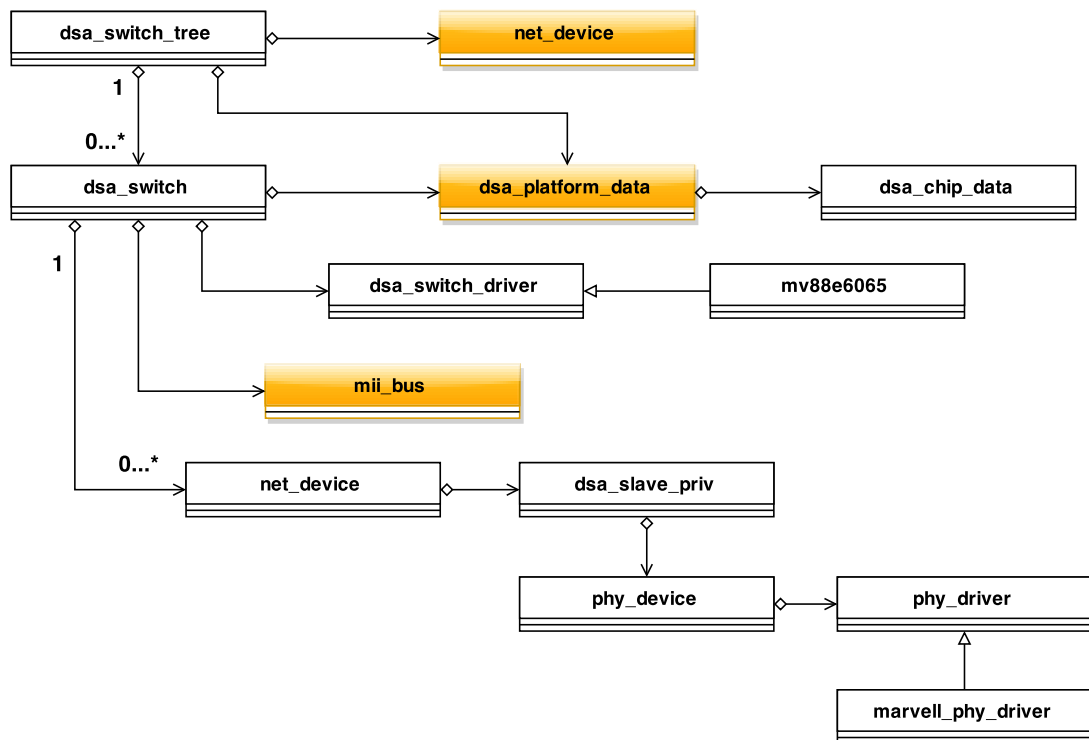 dsa_switch_tree
net_device
1
0...*
dsa_switch
dsa_platform_data
dsa_chip_data
1
dsa_switch_driver
mv88e6065
mii_bus
0...*
net_device
dsa_slave_priv
phy_device
phy_driver
marvell_phy_driver